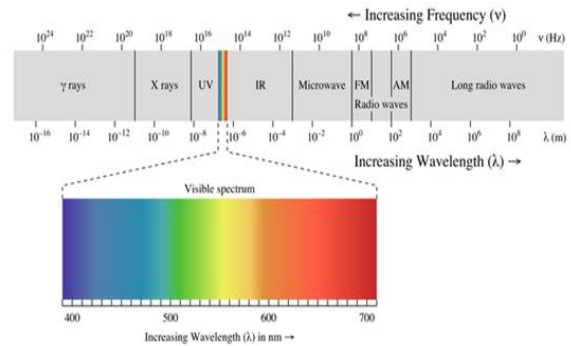 ← Increasing Frequency (ν)
10²⁴ 10²² 10²⁰ 10¹⁸ 10¹⁶ 10¹⁴ 10¹² 10¹⁰ 10⁸ 10⁶ 10⁴ 10² 10⁰ ν (Hz)
γ rays X rays UV IR Microwave FM AM Long radio waves
Radio waves
10⁻¹⁶ 10⁻¹⁴ 10⁻¹² 10⁻¹⁰ 10⁻⁸ 10⁻⁶ 10⁻⁴ 10⁻² 10⁰ 10² 10⁴ 10⁶ 10⁸ λ (m)
Increasing Wavelength (λ) →
Visible spectrum
400 500 600 700
Increasing Wavelength (λ) in nm →